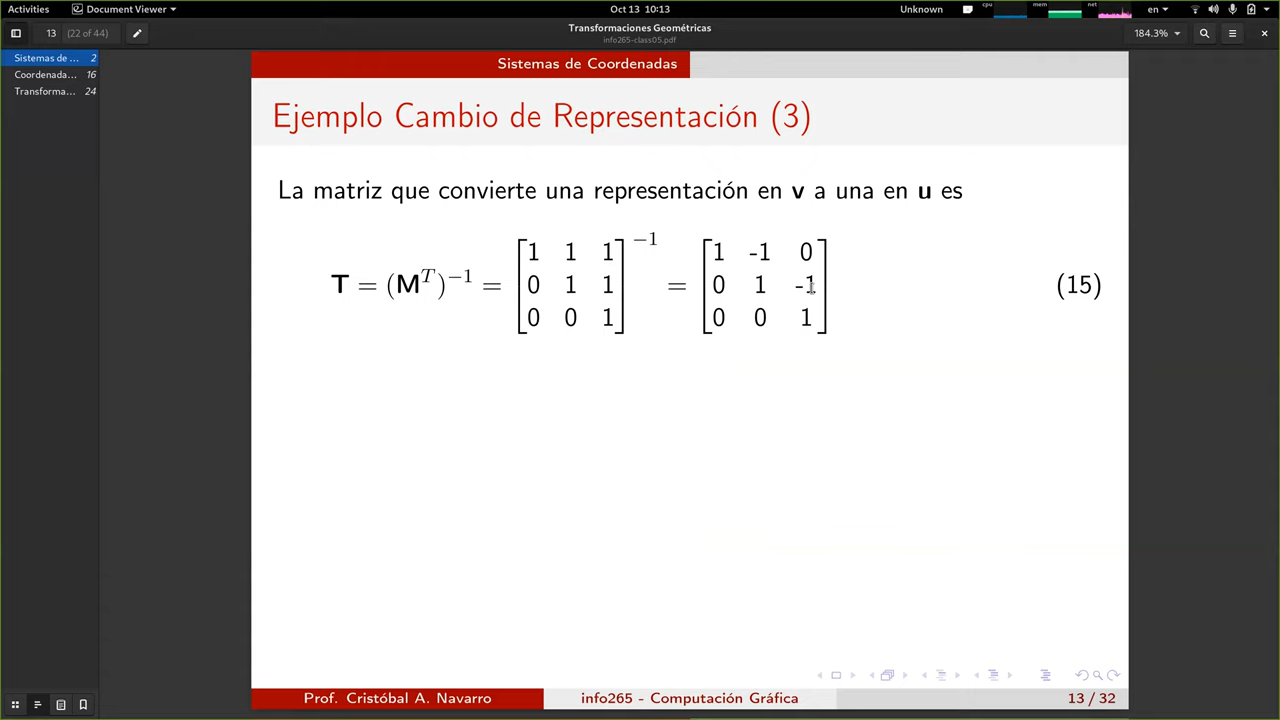 Activities
Document Viewer
Oct 13 10:13
Unknown
cpu
mem
net
en
13
(22 of 44)
Transformaciones Geométricas
info265-class05.pdf
184.3%
Sistemas de ... 2
Coordenada... 16
Transforma... 24
Sistemas de Coordenadas
Ejemplo Cambio de Representación (3)
La matriz que convierte una representación en v a una en u es
T = (M^T)^−1 = [1 1 1; 0 1 1; 0 0 1]^−1 = [1 -1 0; 0 1 -1; 0 0 1] (15)
Prof. Cristóbal A. Navarro
info265 - Computación Gráfica
13 / 32